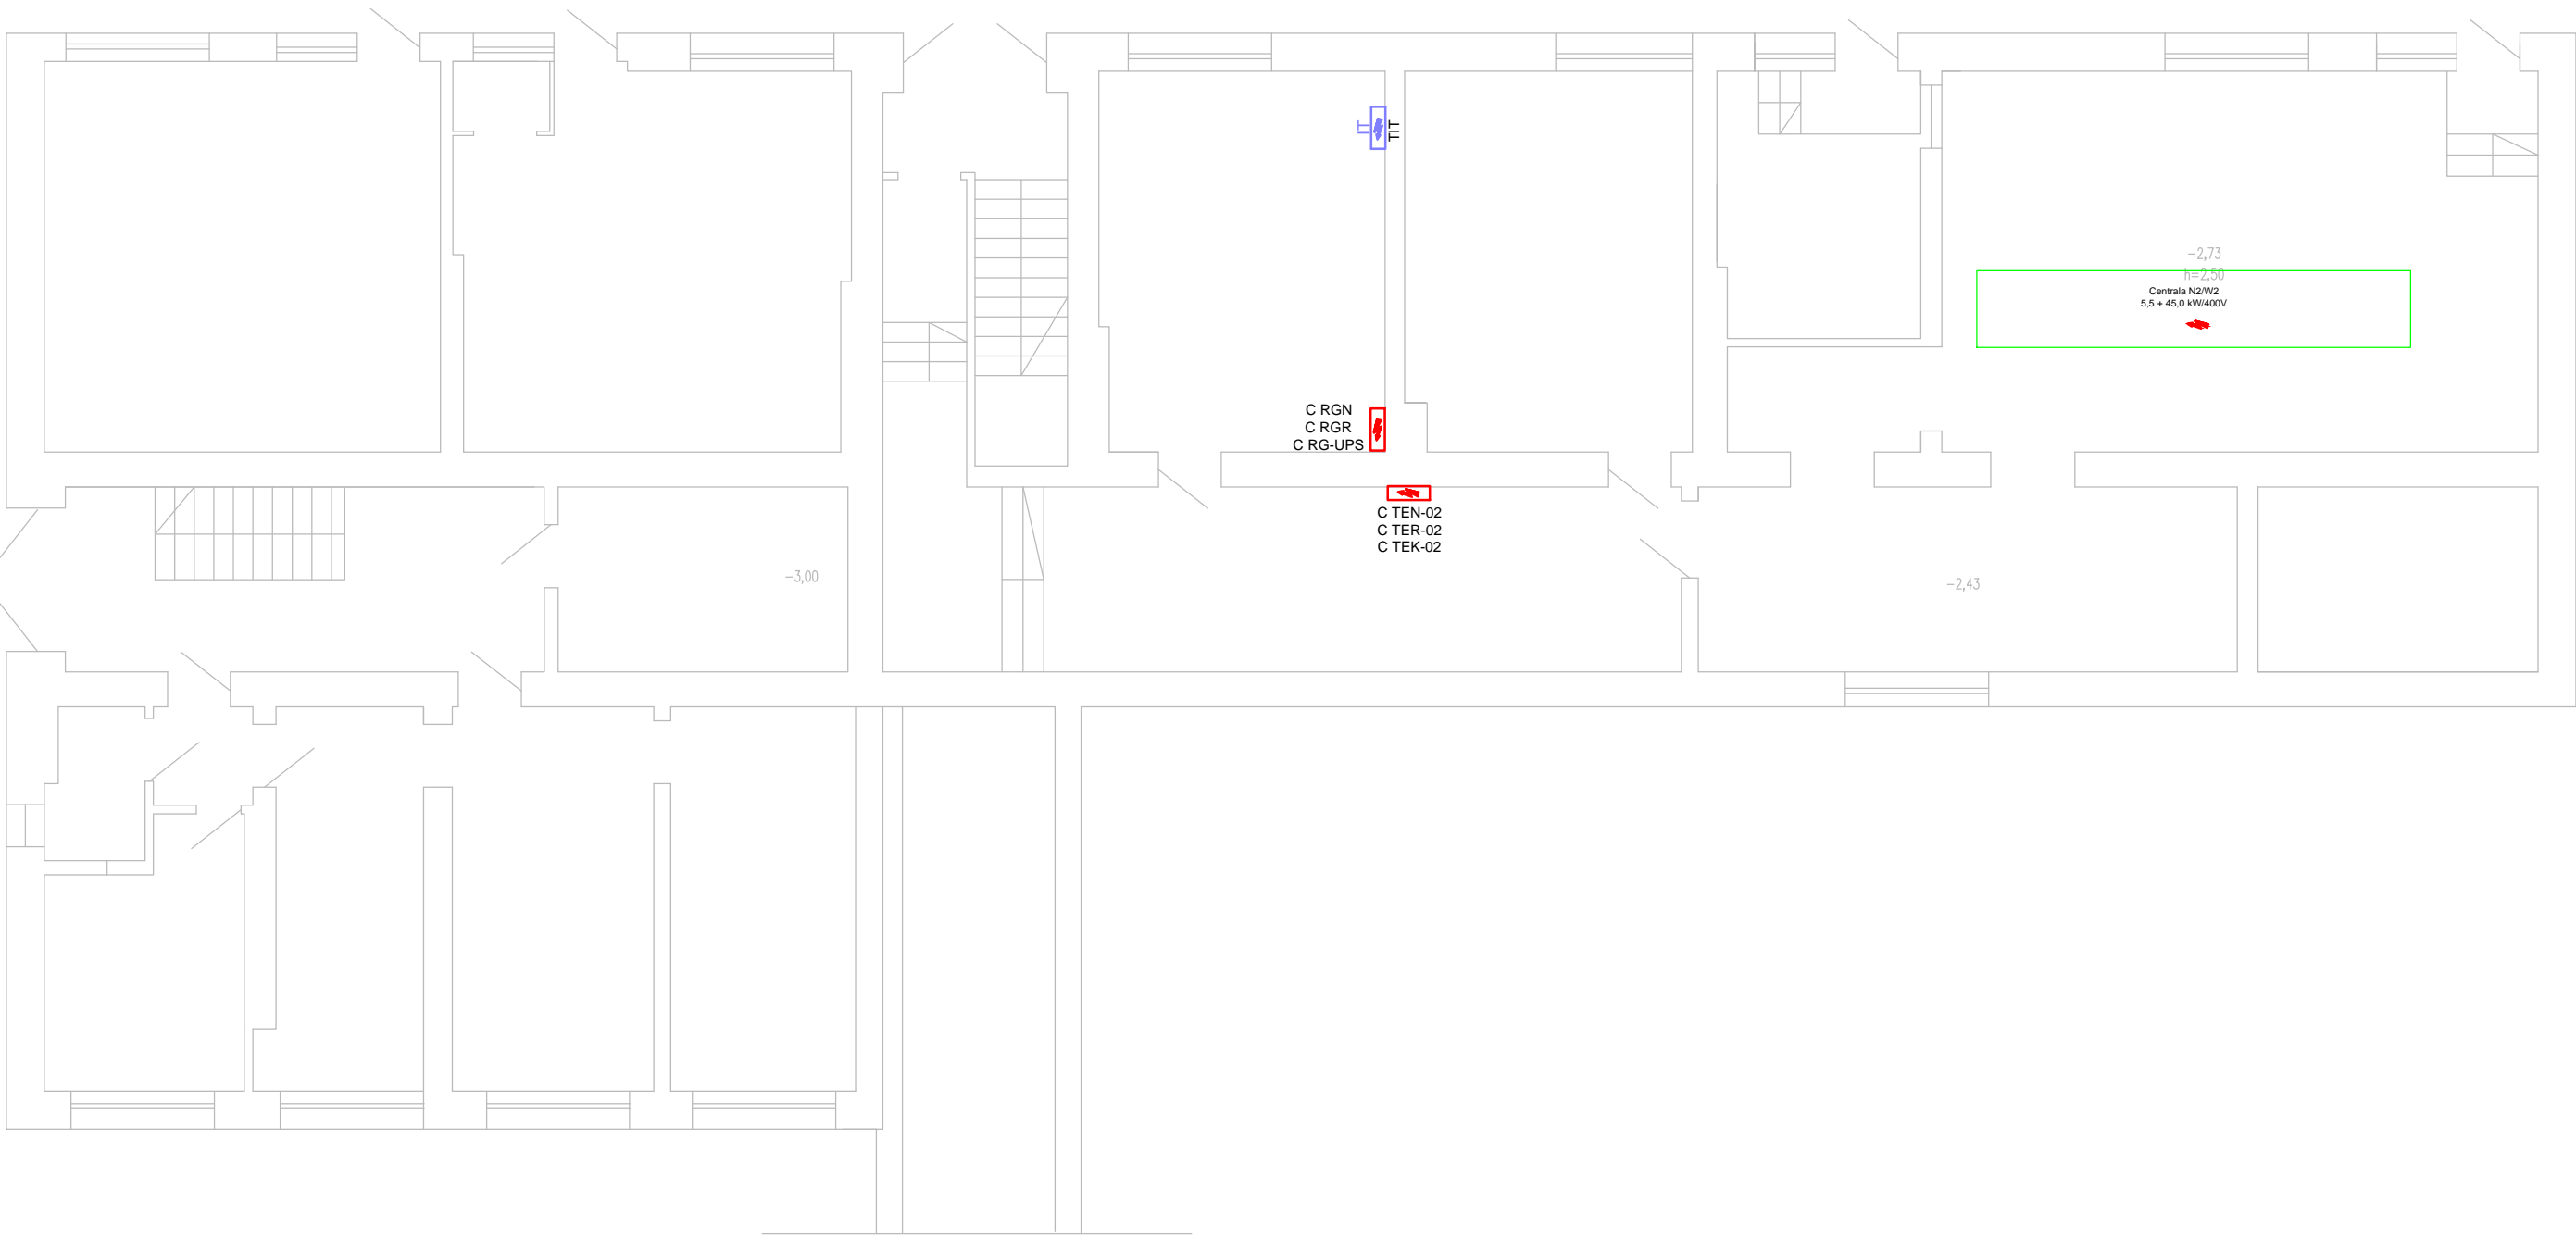 IT
TIT
-2,73
h=2,50
Centrala N2/W2
5,5 + 45,0 kW/400V
C RGN
C RGR
C RG-UPS
C TEN-02
C TER-02
C TEK-02
-3,00
-2,43